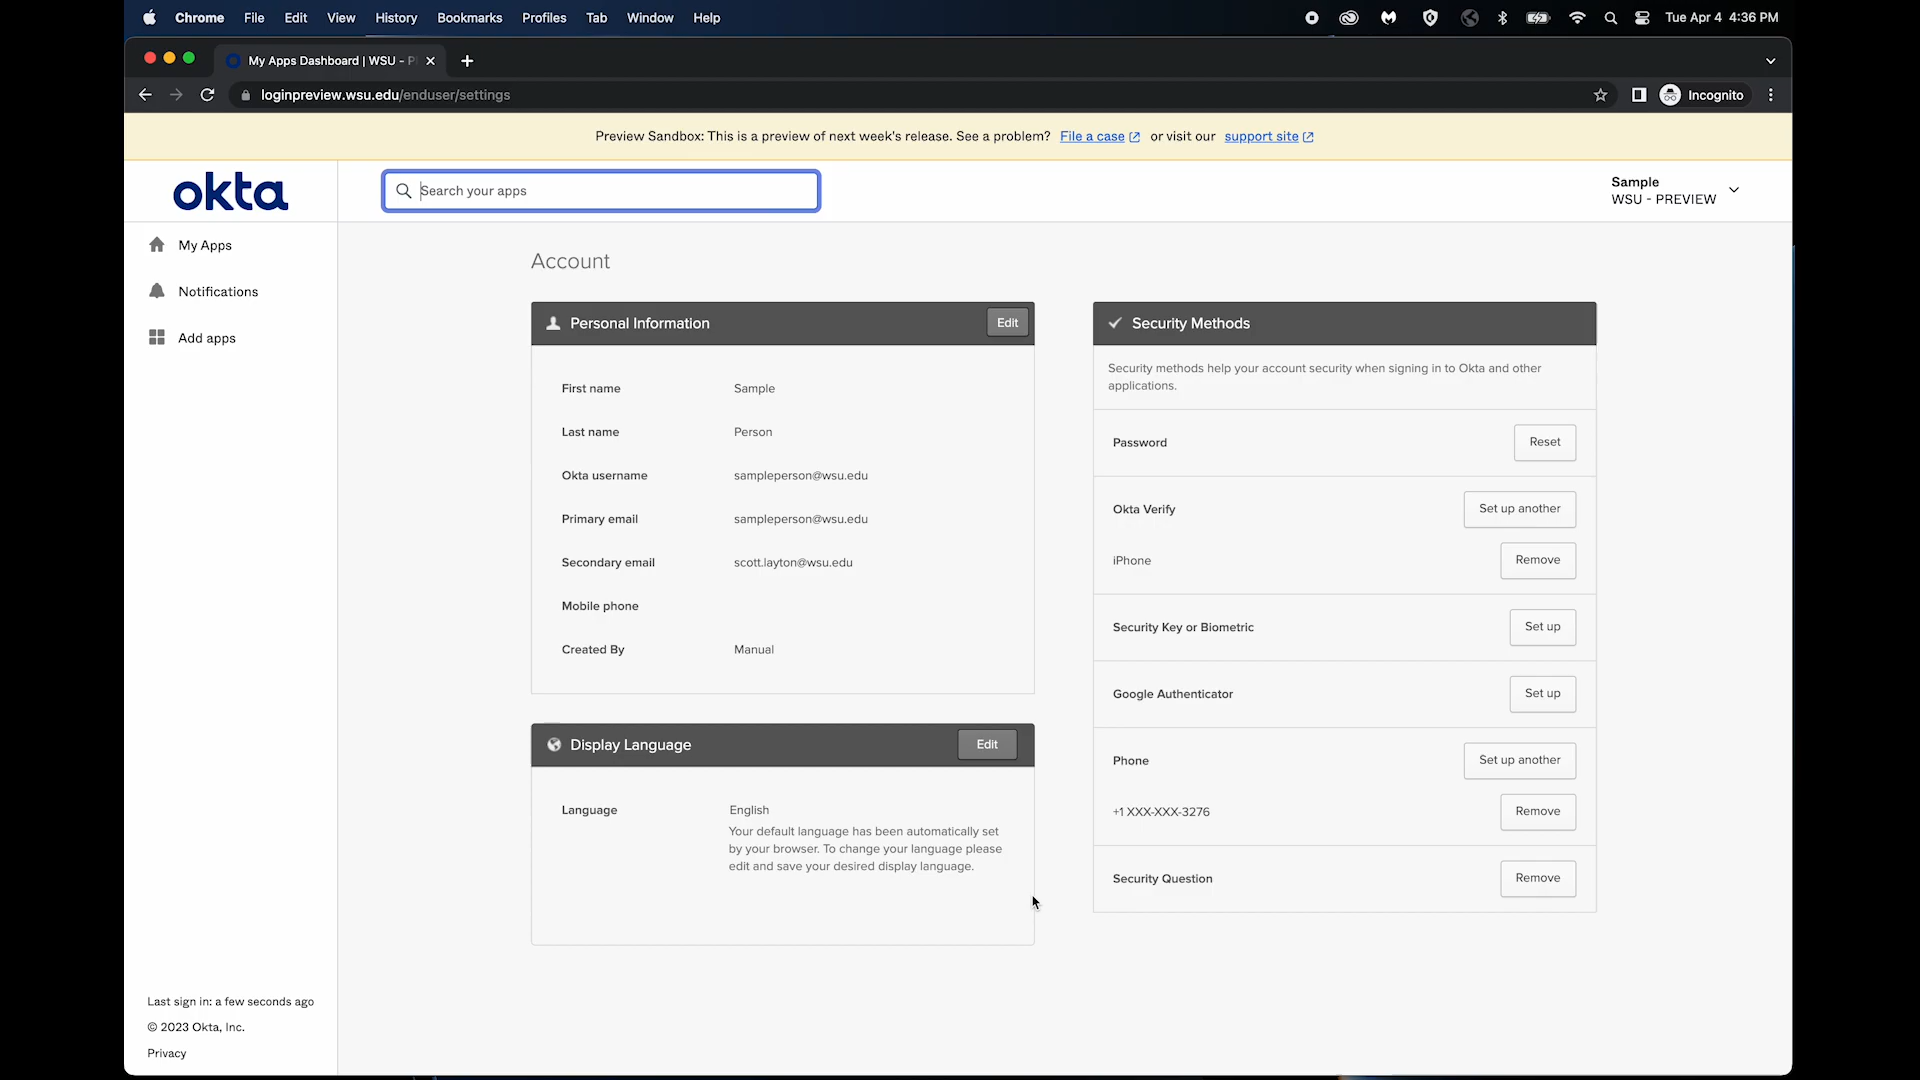 Chrome File Edit View History Bookmarks Profiles Tab Window Help Tue Apr 4 4:36 PM
My Apps Dashboard | WSU - P
loginpreview.wsu.edu/enduser/settings Incognito
Preview Sandbox: This is a preview of next week's release. See a problem? File a case or visit our support site
okta
Search your apps
Sample
WSU - PREVIEW
My Apps
Notifications
Add apps
Account
Personal Information Edit
First name Sample
Last name Person
Okta username sampleperson@wsu.edu
Primary email sampleperson@wsu.edu
Secondary email scott.layton@wsu.edu
Mobile phone
Created By Manual
Display Language Edit
Language English
Your default language has been automatically set
by your browser. To change your language please
edit and save your desired display language.
Security Methods
Security methods help your account security when signing in to Okta and other
applications.
Password Reset
Okta Verify Set up another
iPhone Remove
Security Key or Biometric Set up
Google Authenticator Set up
Phone Set up another
+1 XXX-XXX-3276 Remove
Security Question Remove
Last sign in: a few seconds ago
© 2023 Okta, Inc.
Privacy